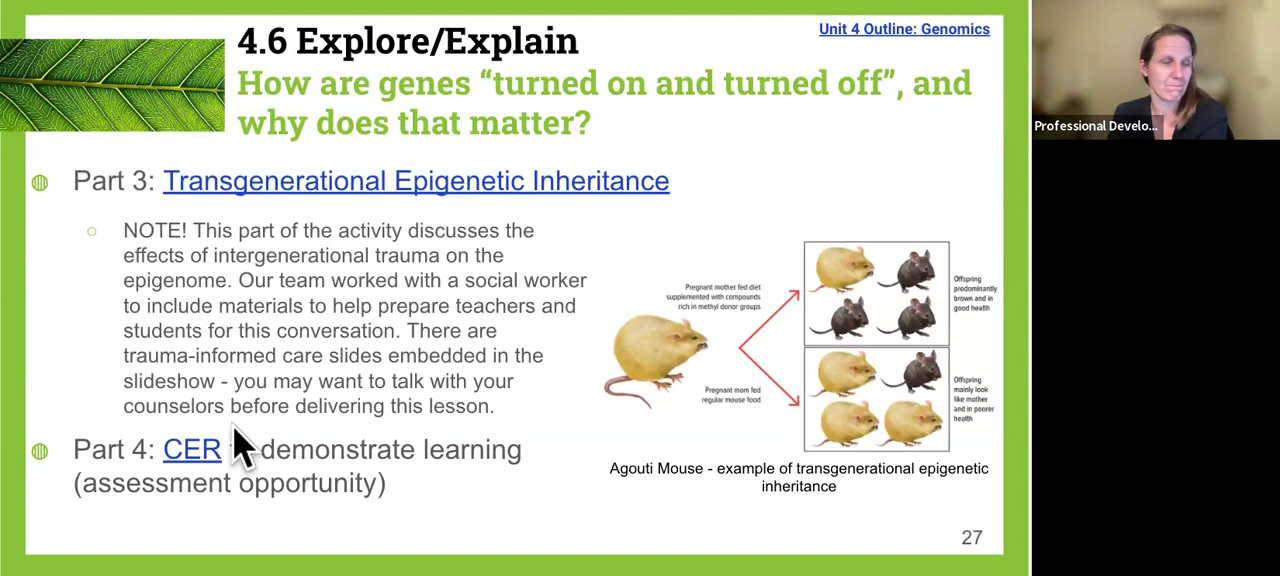 4.6 Explore/Explain
Unit 4 Outline: Genomics
How are genes “turned on and turned off”, and
why does that matter?
Part 3: Transgenerational Epigenetic Inheritance
NOTE! This part of the activity discusses the
effects of intergenerational trauma on the
epigenome. Our team worked with a social worker
to include materials to help prepare teachers and
students for this conversation. There are
trauma-informed care slides embedded in the
slideshow - you may want to talk with your
counselors before delivering this lesson.
Part 4: CER demonstrate learning
(assessment opportunity)
Pregnant mother fed diet
supplemented with compounds
rich in methyl donor groups
Pregnant mom fed
regular mouse food
Offspring
predominantly
brown and in
good health
Offspring
mainly look
like mother
and in poorer
health
Agouti Mouse - example of transgenerational epigenetic
inheritance
27
Professional Develo...